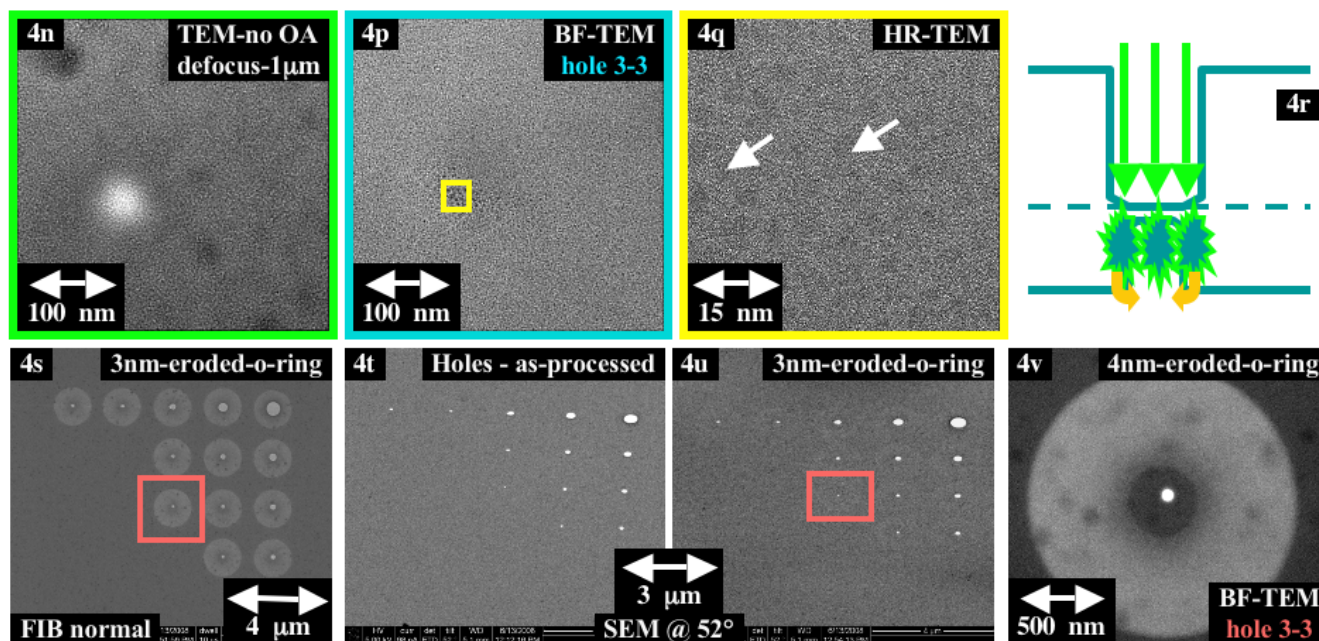 4n
TEM-no OA
defocus-1μm
100 nm
4p
BF-TEM
hole 3-3
100 nm
4q
HR-TEM
15 nm
4r
4s
3nm-eroded-o-ring
FIB normal
4 μm
4t
Holes - as-processed
4u
3nm-eroded-o-ring
3 μm
SEM @ 52°
4v
4nm-eroded-o-ring
500 nm
BF-TEM
hole 3-3